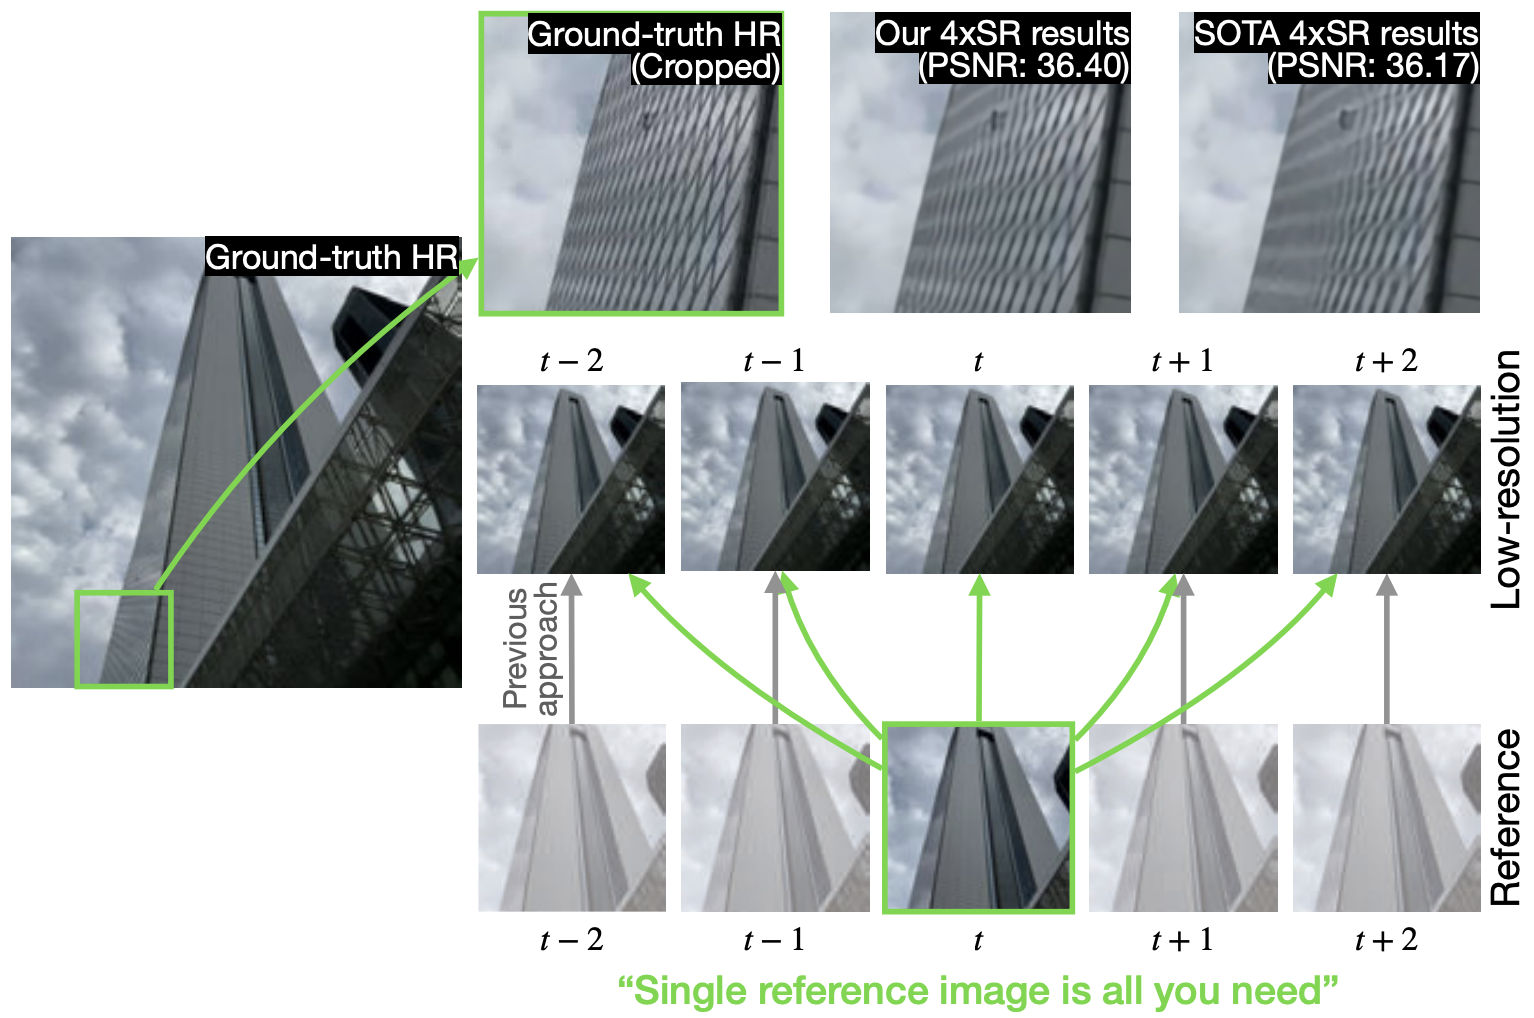 Ground-truth HR
(Cropped)
Our 4xSR results
(PSNR: 36.40)
SOTA 4xSR results
(PSNR: 36.17)
Ground-truth HR
t − 2
t − 1
t
t + 1
t + 2
Low-resolution
Previous
approach
Reference
t − 2
t − 1
t
t + 1
t + 2
“Single reference image is all you need”